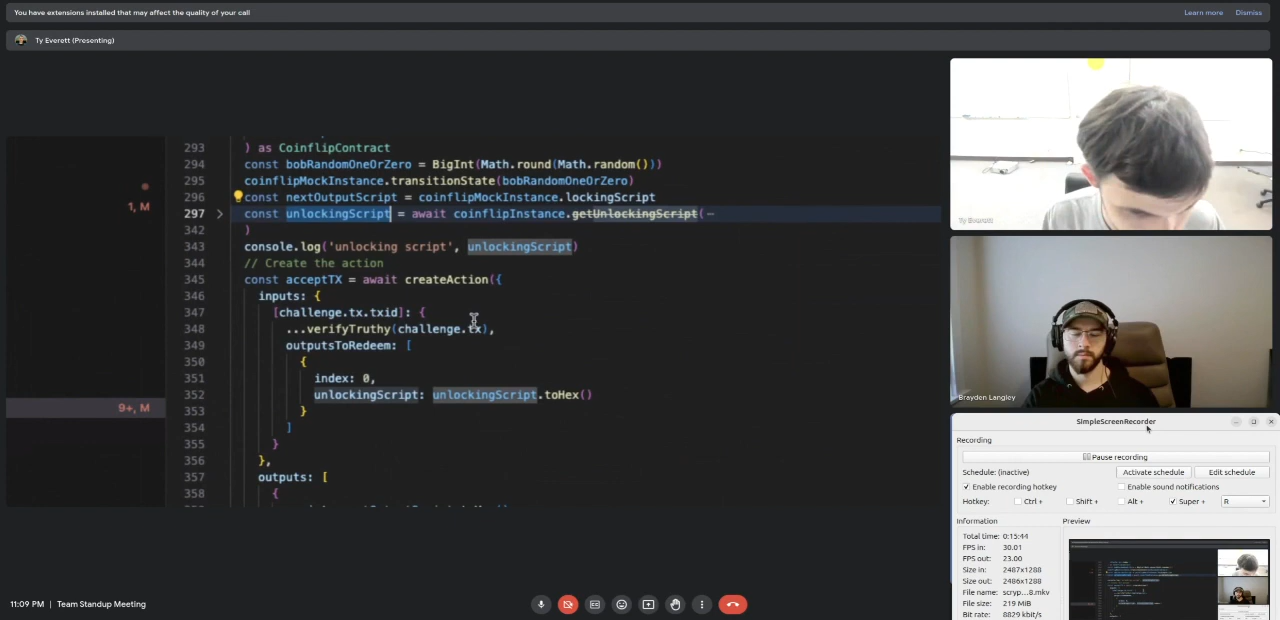 You have extensions installed that may affect the quality of your call
Learn more
Dismiss
Ty Everett (Presenting)
1, M
9+, M
293 ) as CoinflipContract
294 const bobRandomOneOrZero = BigInt(Math.round(Math.random()))
295 coinflipMockInstance.transitionState(bobRandomOneOrZero)
296 const nextOutputScript = coinflipMockInstance.lockingScript
297 const unlockingScript = await coinflipInstance.getUnlockingScript(
342 )
343 console.log('unlocking script', unlockingScript)
344 // Create the action
345 const acceptTX = await createAction({
346 inputs: {
347 [challenge.tx.txid]: {
348 ...verifyTruthy(challenge.tx),
349 outputsToRedeem: [
350 {
351 index: 0,
352 unlockingScript: unlockingScript.toHex()
353 }
354 ]
355 }
356 },
357 outputs: [
358 {
Ty Everett
Brayden Langley
SimpleScreenRecorder
Recording
Pause recording
Schedule: (inactive)
Activate schedule
Edit schedule
Enable recording hotkey
Enable sound notifications
Hotkey:
Ctrl +
Shift +
Alt +
Super +
R
Information
Preview
Total time: 0:15:44
FPS in: 30.01
FPS out: 23.00
Size in: 2487x1288
Size out: 2486x1288
File name: scryp...8.mkv
File size: 219 MiB
Bit rate: 8829 kbit/s
11:09 PM | Team Standup Meeting